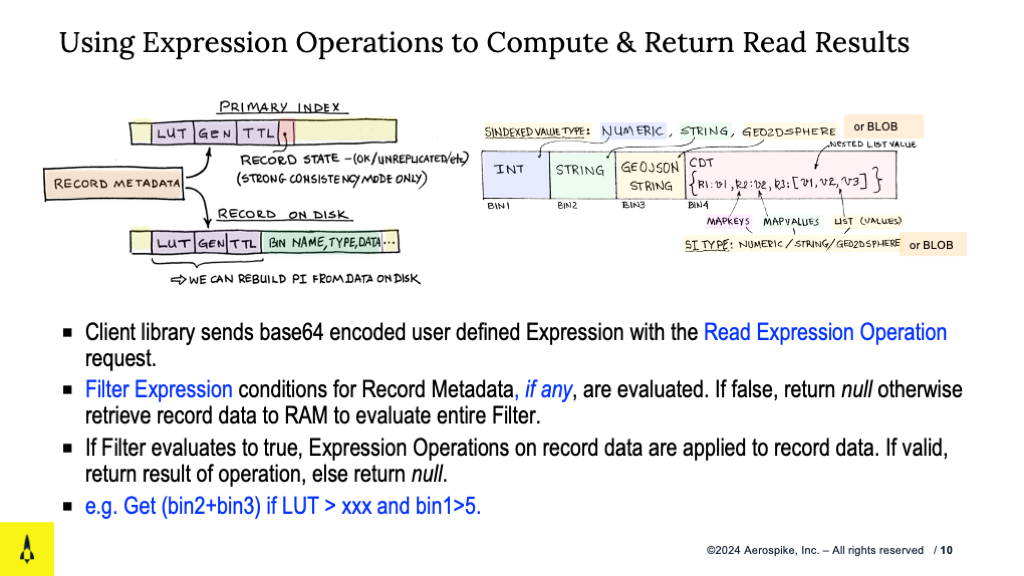 Using Expression Operations to Compute & Return Read Results
PRIMARY INDEX
LUT GEN TTL
RECORD STATE - (OK/UNREPLICATED/etc)
(STRONG CONSISTENCY MODE ONLY)
RECORD METADATA
RECORD ON DISK
LUT GEN TTL BIN NAME, TYPE, DATA...
⇒ WE CAN REBUILD PI FROM DATA ON DISK
SINDEXED VALUE TYPE: NUMERIC, STRING, GEO2DSPHERE or BLOB
NESTED LIST VALUE
INT STRING GEOJSON STRING CDT
{k1:v1, k2:v2, k3:[v1, v2, v3]}
BIN1 BIN2 BIN3 BIN4
MAPKEYS MAPVALUES LIST (VALUES)
SI TYPE: NUMERIC/STRING/GEO2DSPHERE or BLOB
▪ Client library sends base64 encoded user defined Expression with the Read Expression Operation
request.
▪ Filter Expression conditions for Record Metadata, if any, are evaluated. If false, return null otherwise
retrieve record data to RAM to evaluate entire Filter.
▪ If Filter evaluates to true, Expression Operations on record data are applied to record data. If valid,
return result of operation, else return null.
▪ e.g. Get (bin2+bin3) if LUT > xxx and bin1>5.
©2024 Aerospike, Inc. – All rights reserved / 10